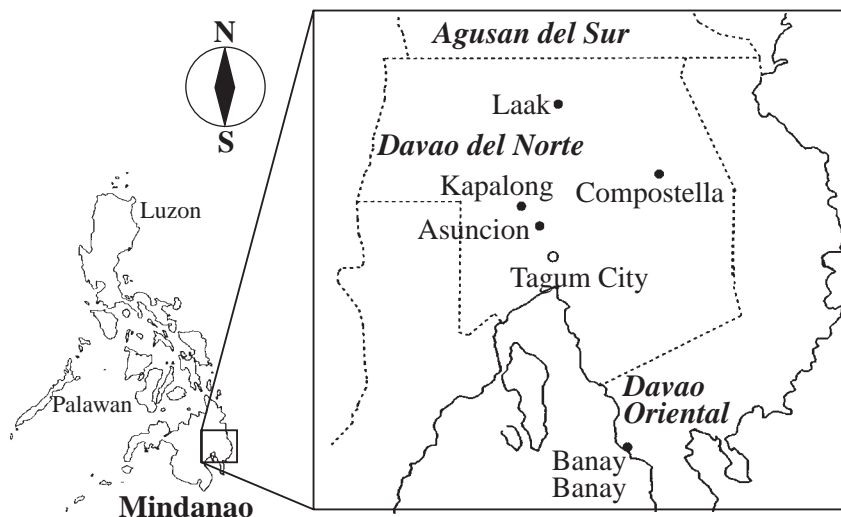 N
S
Luzon
Palawan
Mindanao
Agusan del Sur
Laak
Davao del Norte
Kapalong
Compostella
Asuncion
Tagum City
Davao
Oriental
Banay
Banay